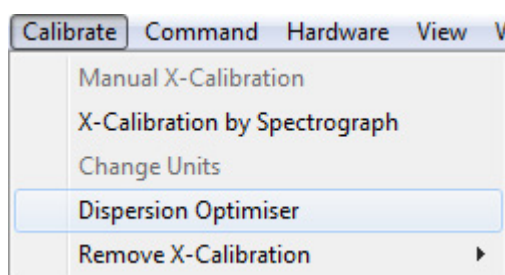 Calibrate Command Hardware View
Manual X-Calibration
X-Calibration by Spectrograph
Change Units
Dispersion Optimiser
Remove X-Calibration